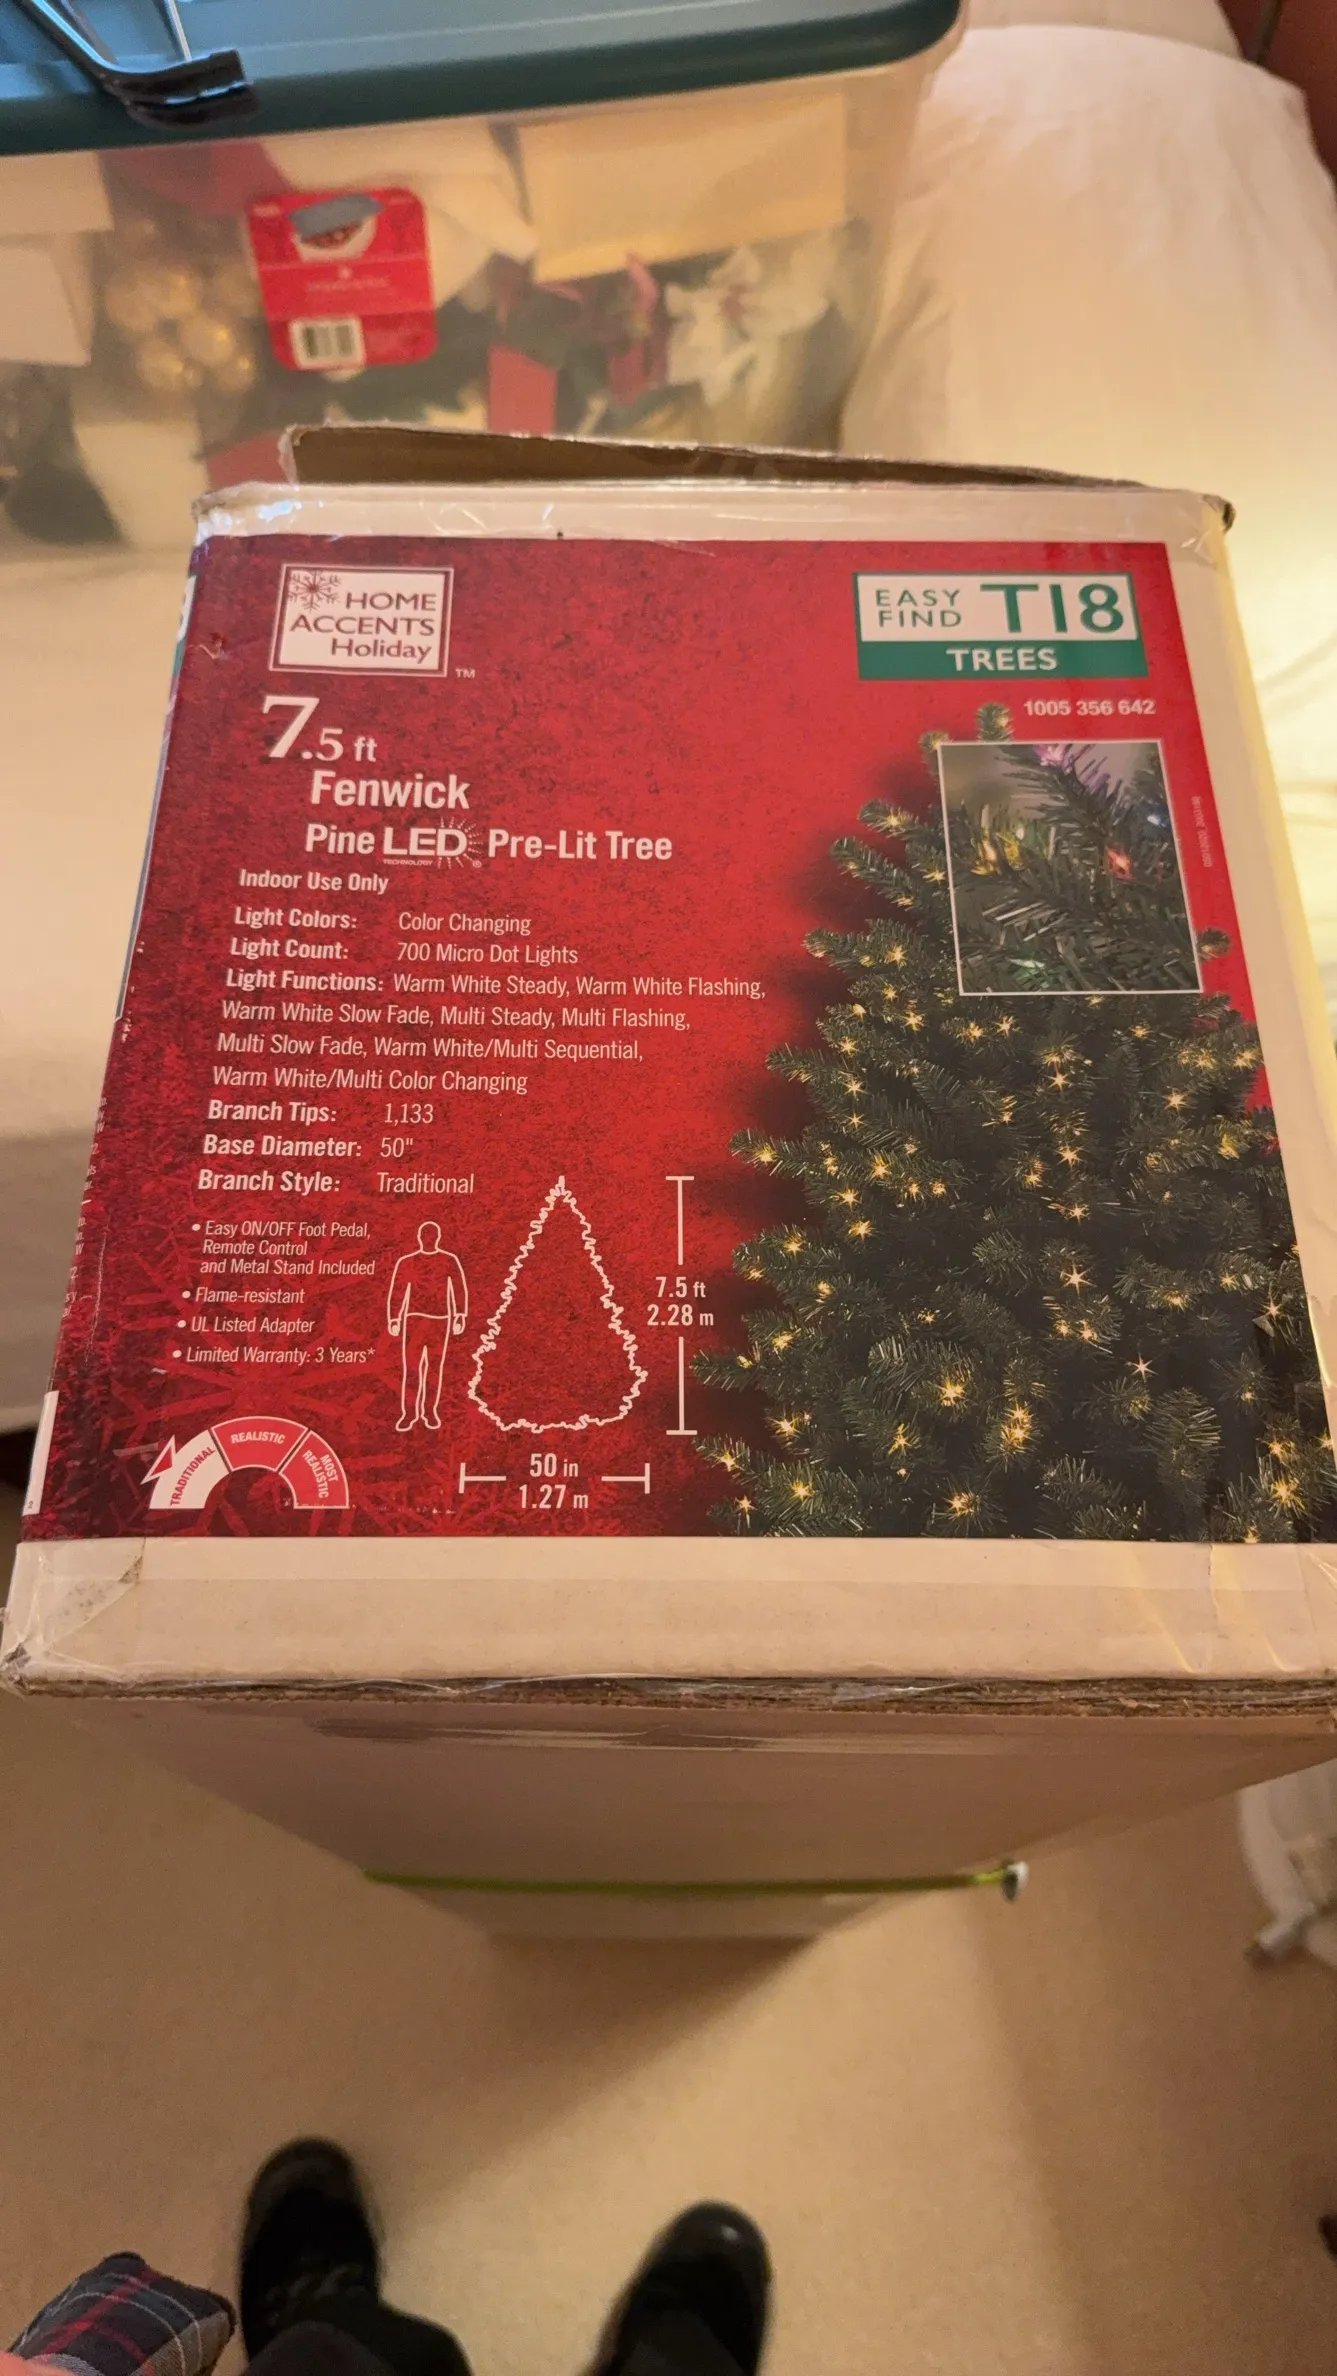 HOME
ACCENTS
Holiday
TM
EASY
FIND
T18
TREES
1005 356 642
7.5 ft
Fenwick
Pine LED Pre-Lit Tree
TECHNOLOGY ®
Indoor Use Only
Light Colors: Color Changing
Light Count: 700 Micro Dot Lights
Light Functions: Warm White Steady, Warm White Flashing,
Warm White Slow Fade, Multi Steady, Multi Flashing,
Multi Slow Fade, Warm White/Multi Sequential,
Warm White/Multi Color Changing
Branch Tips: 1,133
Base Diameter: 50"
Branch Style: Traditional
• Easy ON/OFF Foot Pedal,
Remote Control
and Metal Stand Included
• Flame-resistant
• UL Listed Adapter
• Limited Warranty: 3 Years*
7.5 ft
2.28 m
50 in
1.27 m
TRADITIONAL
REALISTIC
MOST
REALISTIC